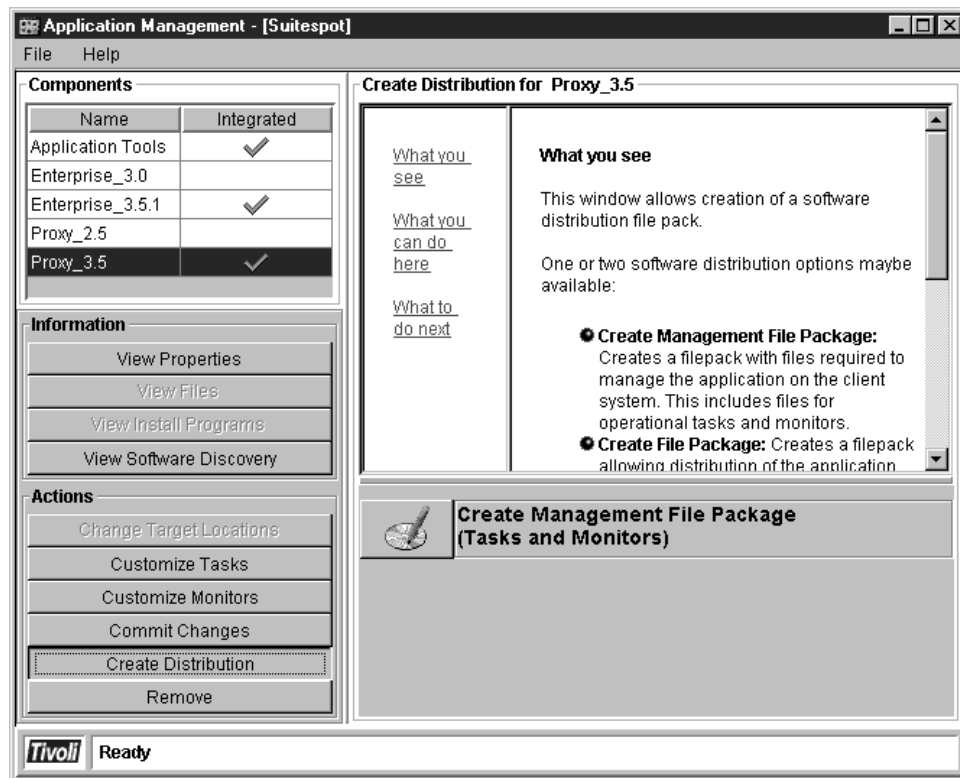 Application Management - [Suitespot]
File Help
Components
Name Integrated
Application Tools
Enterprise_3.0
Enterprise_3.5.1
Proxy_2.5
Proxy_3.5
Information
View Properties
View Files
View Install Programs
View Software Discovery
Actions
Change Target Locations
Customize Tasks
Customize Monitors
Commit Changes
Create Distribution
Remove
Create Distribution for Proxy_3.5
What you
see
What you
can do
here
What to
do next
What you see
This window allows creation of a software
distribution file pack.
One or two software distribution options maybe
available:
Create Management File Package:
Creates a filepack with files required to
manage the application on the client
system. This includes files for
operational tasks and monitors.
Create File Package: Creates a filepack
allowing distribution of the application
Create Management File Package
(Tasks and Monitors)
Tivoli Ready